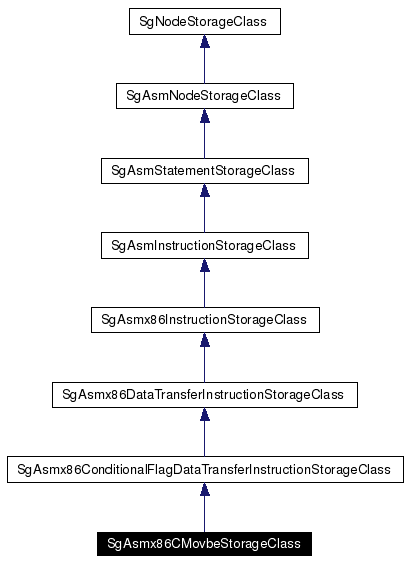 SgNodeStorageClass
SgAsmNodeStorageClass
SgAsmStatementStorageClass
SgAsmInstructionStorageClass
SgAsmx86InstructionStorageClass
SgAsmx86DataTransferInstructionStorageClass
SgAsmx86ConditionalFlagDataTransferInstructionStorageClass
SgAsmx86CMovbeStorageClass